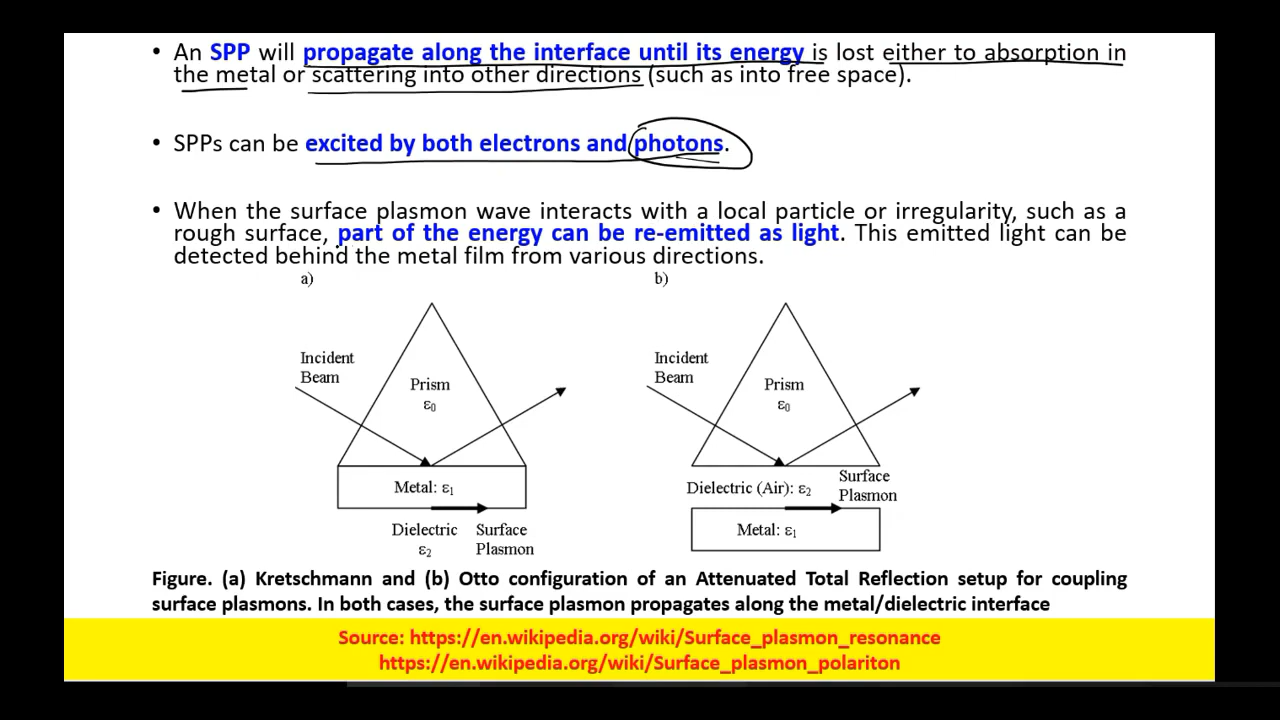 • An SPP will propagate along the interface until its energy is lost either to absorption in
the metal or scattering into other directions (such as into free space).
• SPPs can be excited by both electrons and photons.
• When the surface plasmon wave interacts with a local particle or irregularity, such as a
rough surface, part of the energy can be re-emitted as light. This emitted light can be
detected behind the metal film from various directions.
a)
Incident
Beam
Prism
ε0
Metal: ε1
Dielectric
ε2
Surface
Plasmon
b)
Incident
Beam
Prism
ε0
Dielectric (Air): ε2
Surface
Plasmon
Metal: ε1
Figure. (a) Kretschmann and (b) Otto configuration of an Attenuated Total Reflection setup for coupling
surface plasmons. In both cases, the surface plasmon propagates along the metal/dielectric interface
Source: https://en.wikipedia.org/wiki/Surface_plasmon_resonance
https://en.wikipedia.org/wiki/Surface_plasmon_polariton